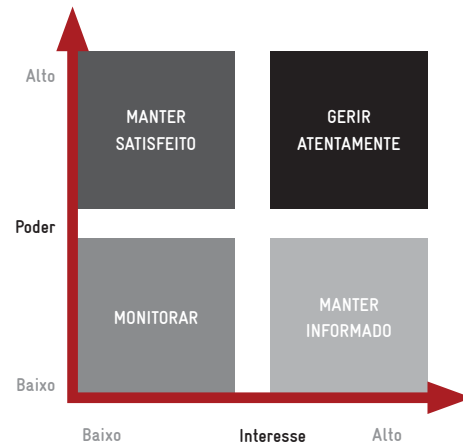 Alto
MANTER
SATISFEITO
GERIR
ATENTAMENTE
Poder
MONITORAR
MANTER
INFORMADO
Baixo
Baixo
Interesse
Alto